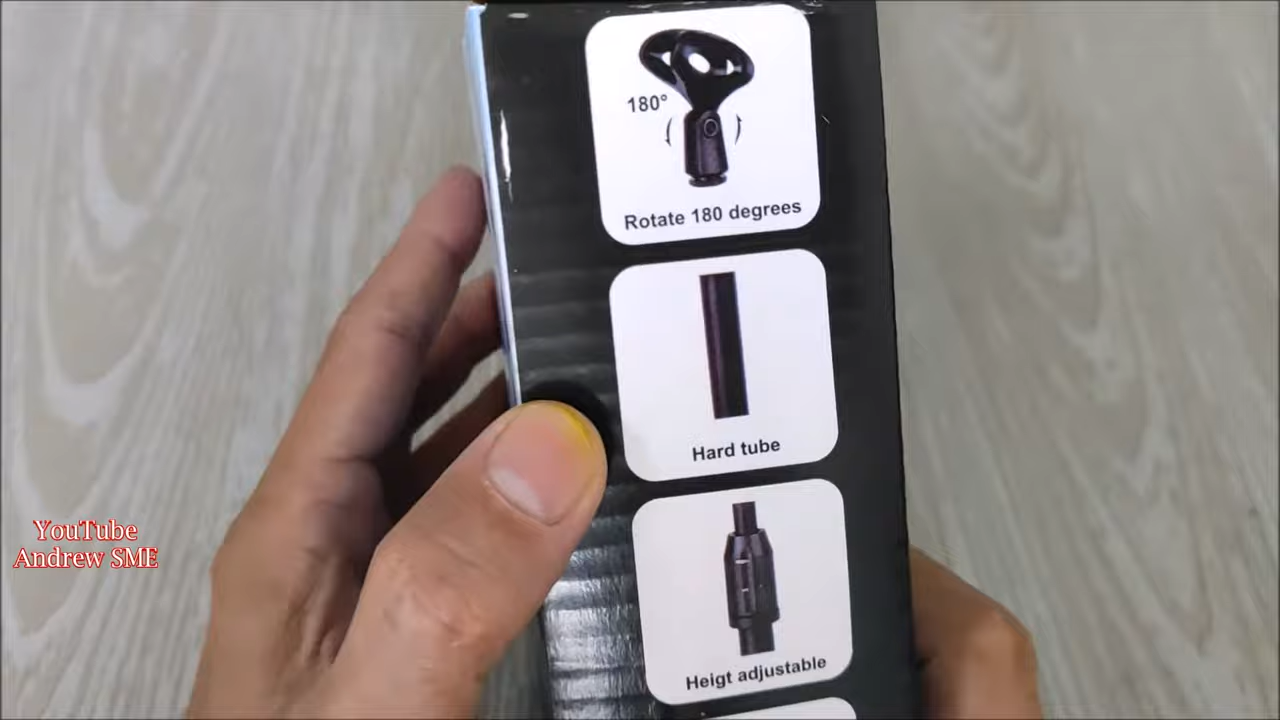 180°
Rotate 180 degrees
Hard tube
Heigt adjustable
YouTube
Andrew SME